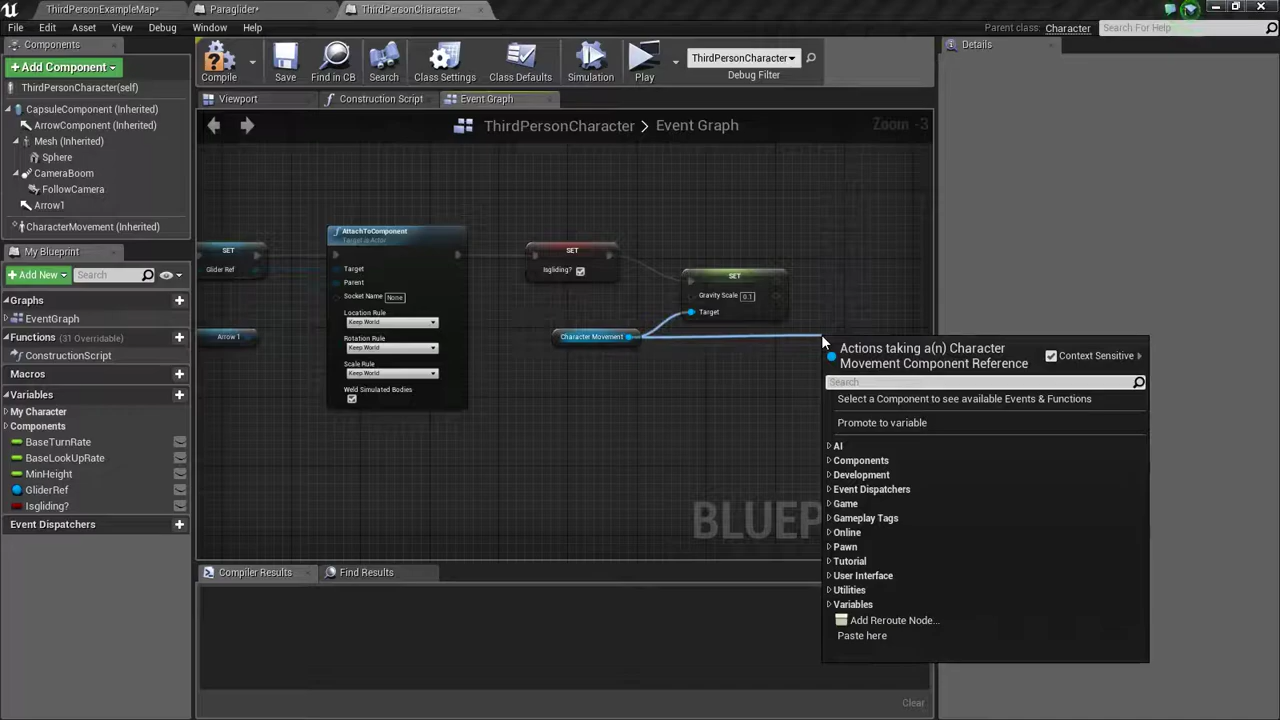 ThirdPersonExampleMap*
Paraglider*
ThirdPersonCharacter*
File
Edit
Asset
View
Debug
Window
Help
Parent class:
Character
Search For Help
Components
+ Add Component
Compile
Save
Find in CB
Search
Class Settings
Class Defaults
Simulation
Play
ThirdPersonCharacter
Debug Filter
Details
ThirdPersonCharacter(self)
CapsuleComponent (Inherited)
ArrowComponent (Inherited)
Mesh (Inherited)
Sphere
CameraBoom
FollowCamera
Arrow1
CharacterMovement (Inherited)
Viewport
Construction Script
Event Graph
ThirdPersonCharacter > Event Graph
Zoom -3
My Blueprint
+ Add New
Search
Graphs
EventGraph
Functions (31 Overridable)
ConstructionScript
Macros
Variables
My Character
Components
BaseTurnRate
BaseLookUpRate
MinHeight
GliderRef
Isgliding?
Event Dispatchers
SET
Glider Ref
Arrow 1
AttachToComponent
Target is Actor
Target
Parent
Socket Name None
Location Rule
Keep World
Rotation Rule
Keep World
Scale Rule
Keep World
Weld Simulated Bodies
SET
Isgliding?
Character Movement
SET
Gravity Scale 0.1
Target
BLUEP
Actions taking a(n) Character
Movement Component Reference
Context Sensitive
Search
Select a Component to see available Events & Functions
Promote to variable
AI
Components
Development
Event Dispatchers
Game
Gameplay Tags
Online
Pawn
Tutorial
User Interface
Utilities
Variables
Add Reroute Node...
Paste here
Compiler Results
Find Results
Clear